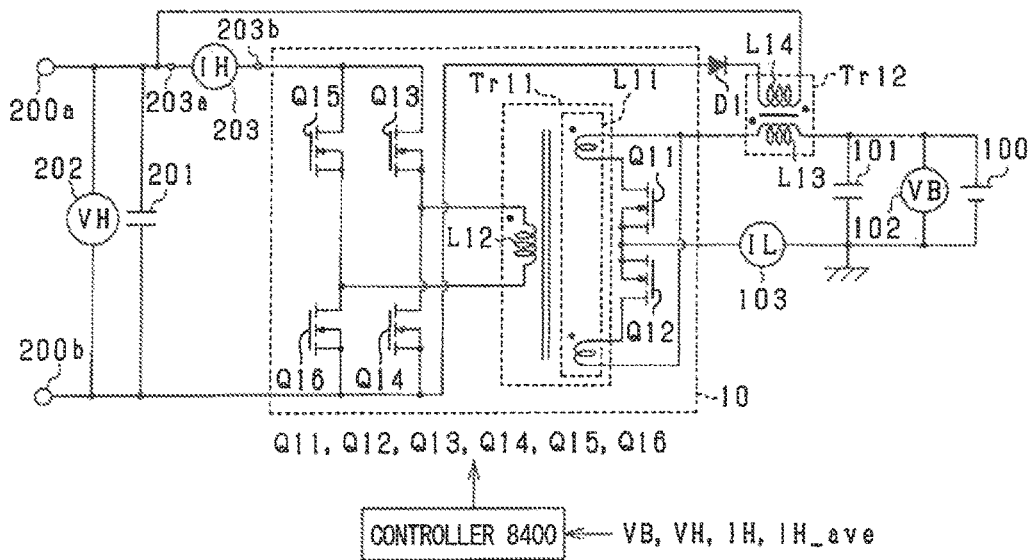 203b
L14
200a
IH
203a
203
Q15
Q13
Tr11
L11
D1
Tr12
202
201
VH
L12
Q11
L13
101
100
VB
102
IL
103
Q12
200b
Q16
Q14
10
Q11, Q12, Q13, Q14, Q15, Q16
CONTROLLER 8400
VB, VH, IH, IH_ave